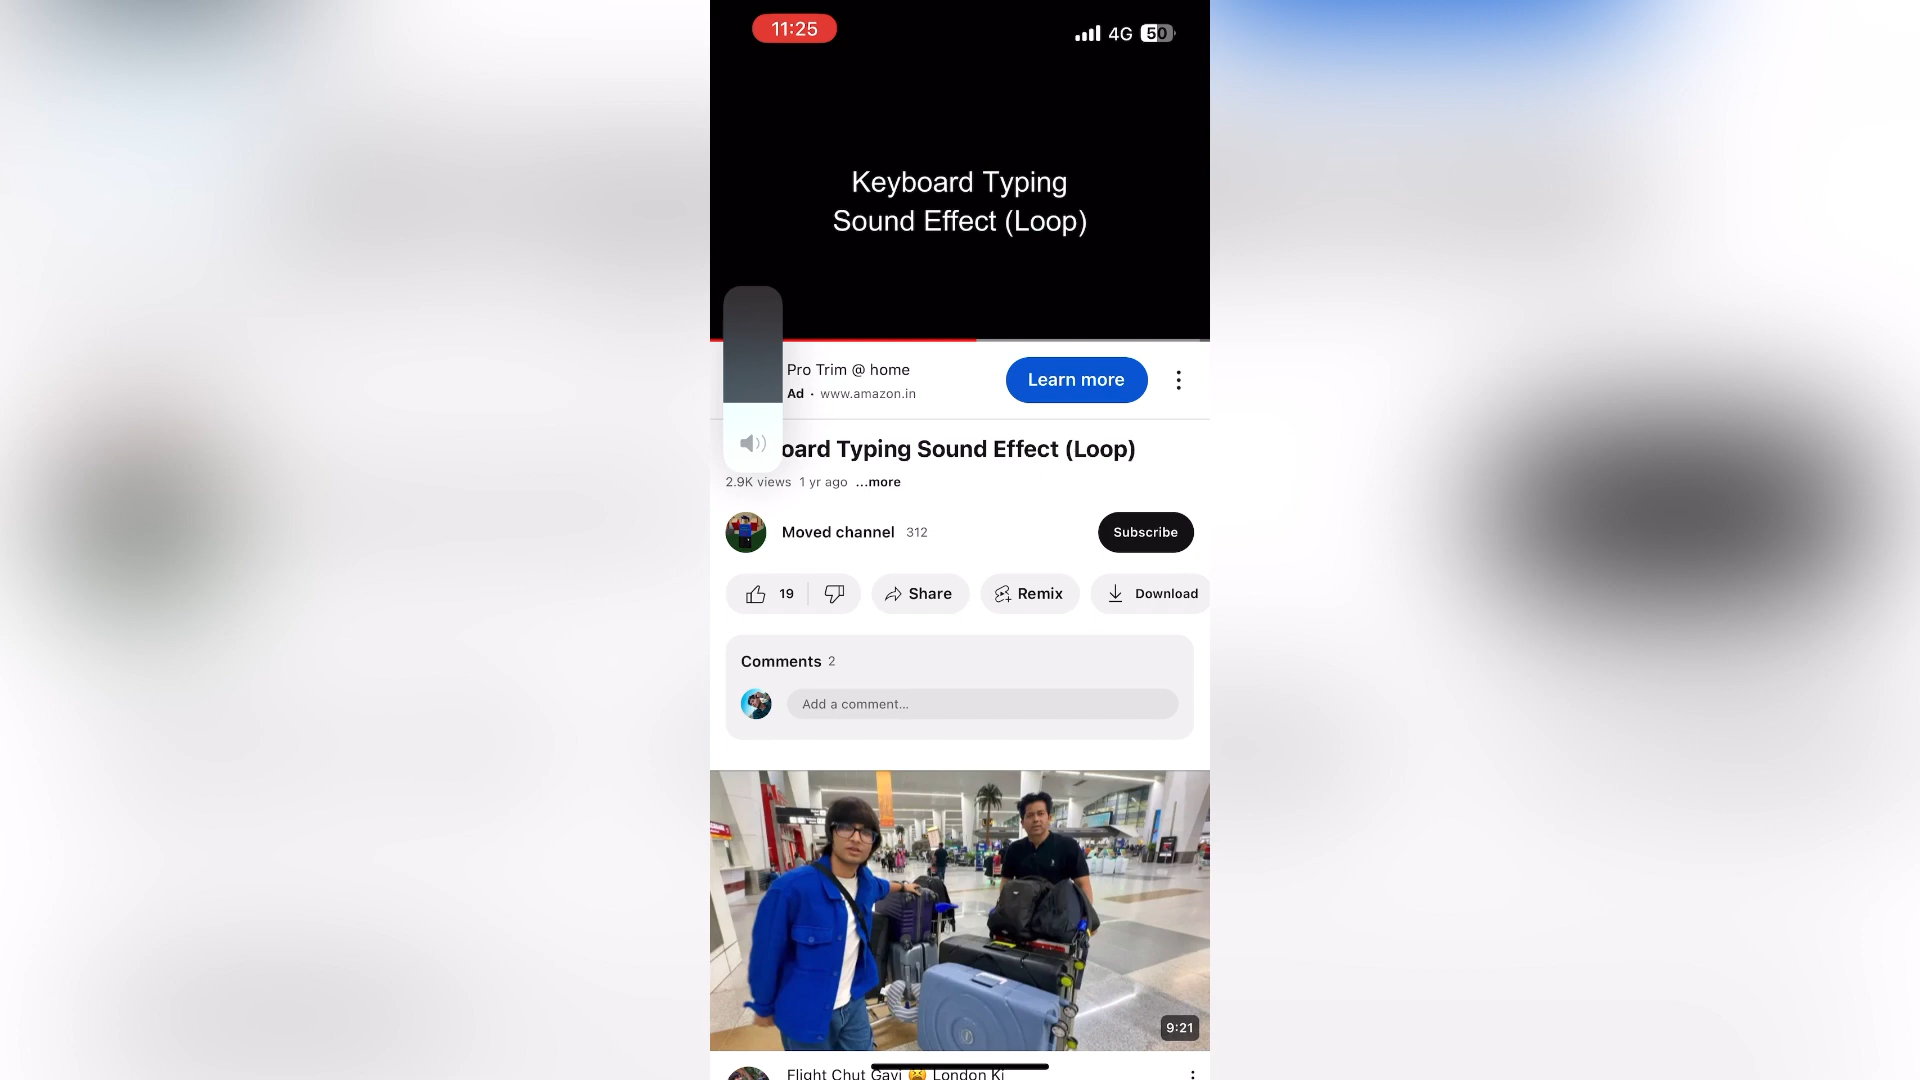 11:25
4G 50
Keyboard Typing
Sound Effect (Loop)
Pro Trim @ home
Ad · www.amazon.in
Learn more
oard Typing Sound Effect (Loop)
2.9K views 1 yr ago ...more
Moved channel 312
Subscribe
19
Share
Remix
Download
Comments 2
Add a comment...
9:21
Flight Chut Gayi 😫 London Ki